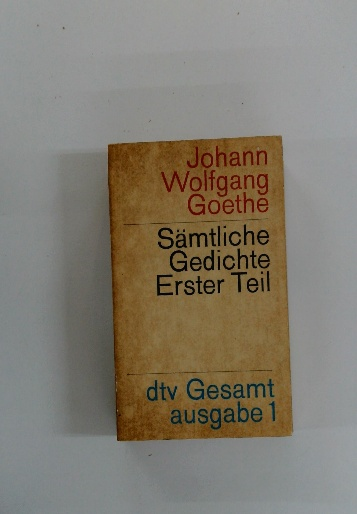 Johann
Wolfgang
Goethe
Sämtliche
Gedichte
Erster Teil
dtv Gesamt
ausgabe 1